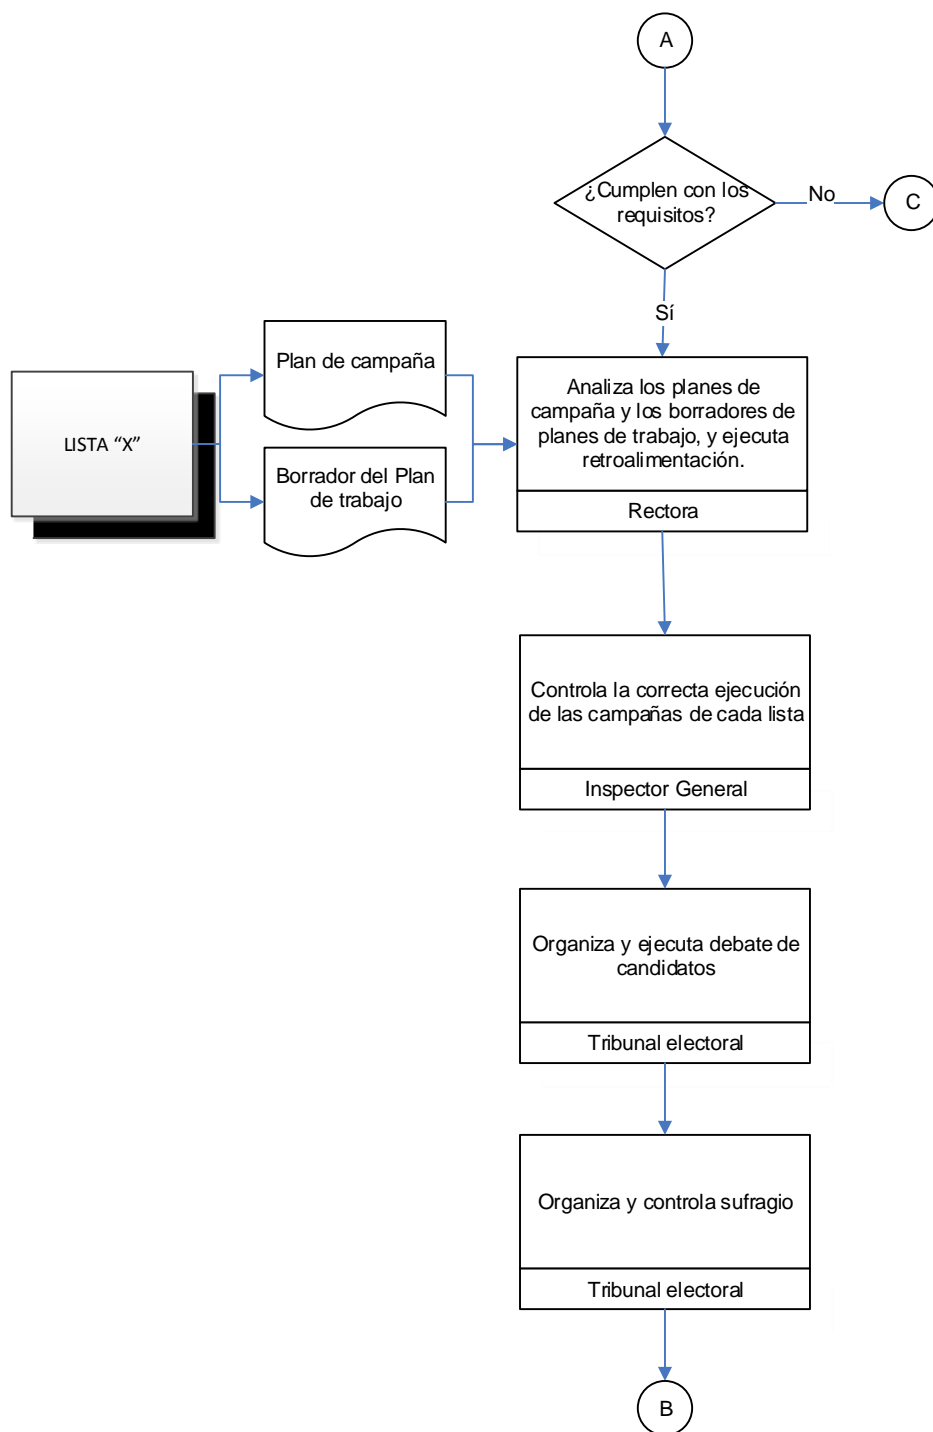 A
¿Cumplen con los
requisitos?
No
C
Sí
Plan de campaña
LISTA “X”
Borrador del Plan
de trabajo
Analiza los planes de
campaña y los borradores de
planes de trabajo, y ejecuta
retroalimentación.
Rectora
Controla la correcta ejecución
de las campañas de cada lista
Inspector General
Organiza y ejecuta debate de
candidatos
Tribunal electoral
Organiza y controla sufragio
Tribunal electoral
B